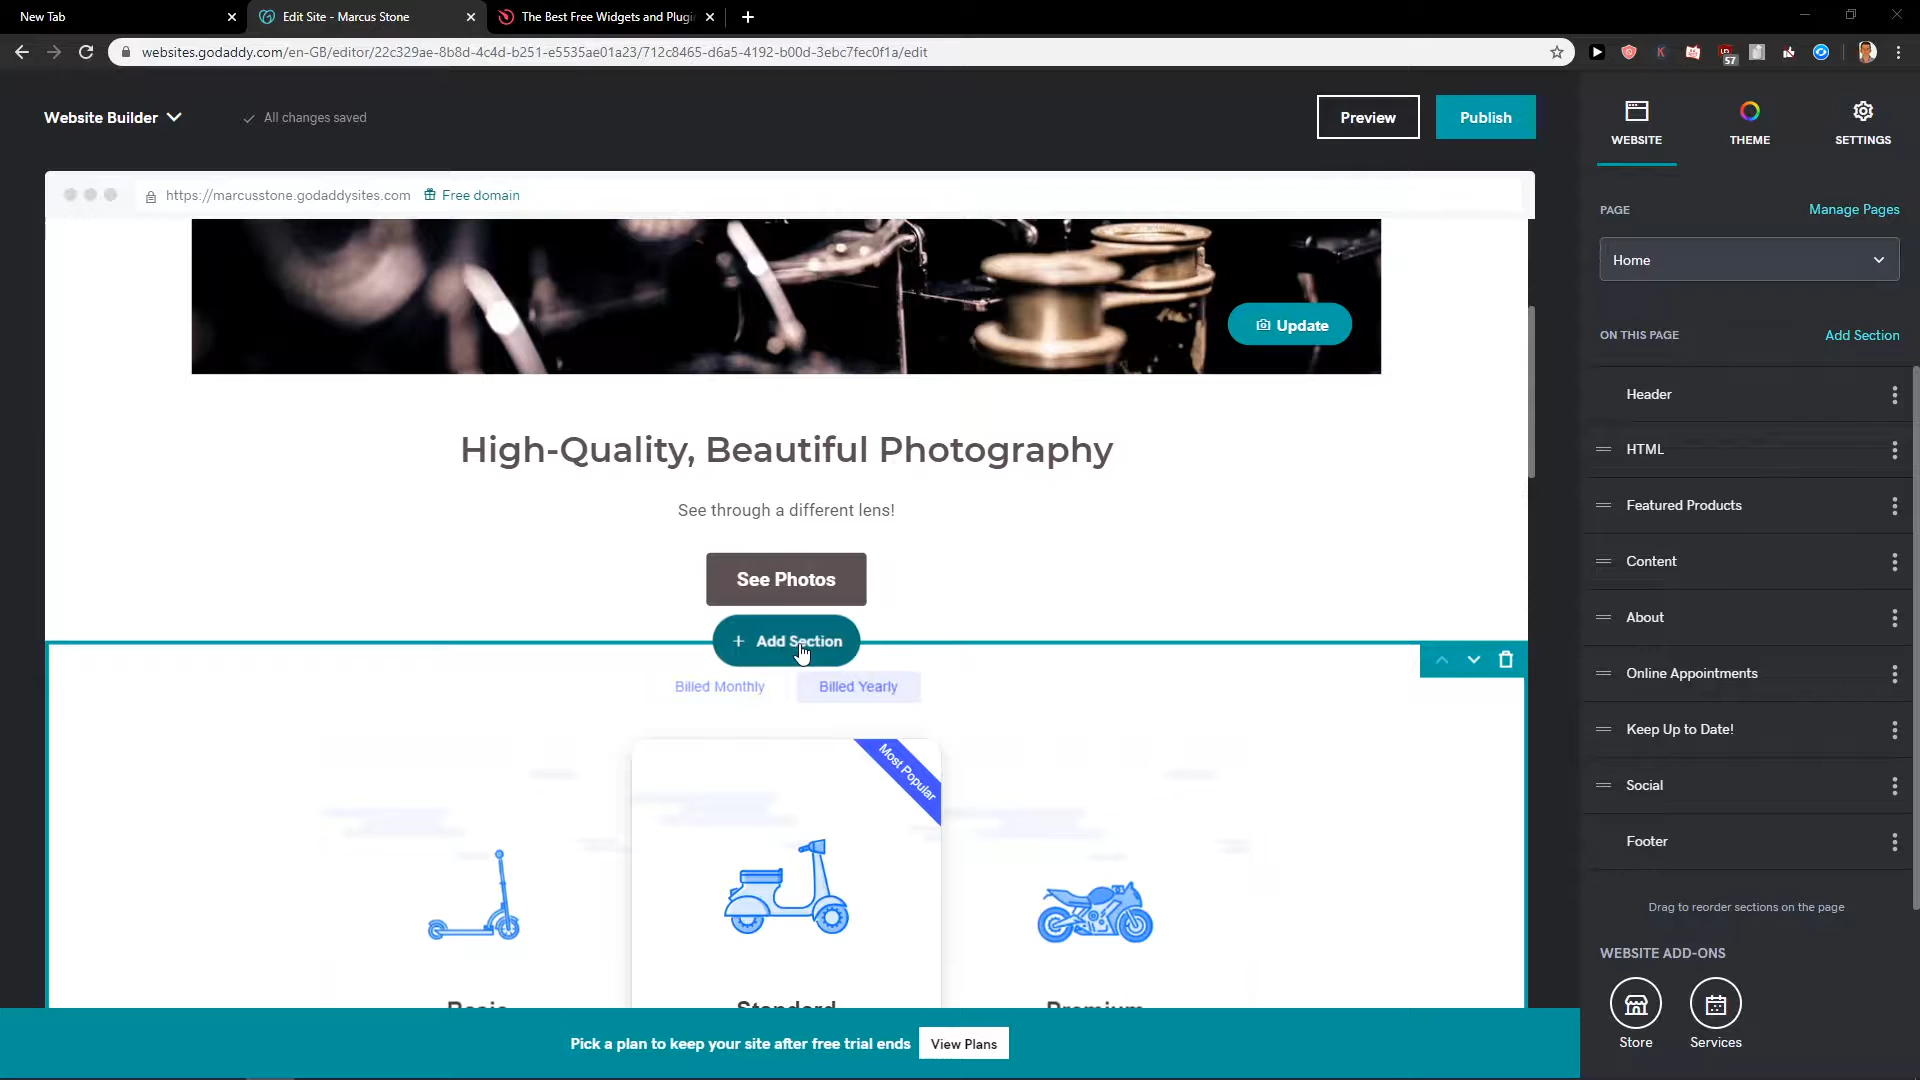 New Tab
Edit Site - Marcus Stone
The Best Free Widgets and Plugi
websites.godaddy.com/en-GB/editor/22c329ae-8b8d-4c4d-b251-e5535ae01a23/712c8465-d6a5-4192-b00d-3ebc7fec0f1a/edit
57
Website Builder
All changes saved
Preview
Publish
WEBSITE
THEME
SETTINGS
https://marcusstone.godaddysites.com
Free domain
PAGE
Manage Pages
Home
Update
ON THIS PAGE
Add Section
Header
High-Quality, Beautiful Photography
HTML
See through a different lens!
Featured Products
Content
See Photos
About
Add Section
Online Appointments
Billed Monthly
Billed Yearly
Keep Up to Date!
Most Popular
Social
Footer
Drag to reorder sections on the page
WEBSITE ADD-ONS
Basic
Standard
Premium
Store
Services
Pick a plan to keep your site after free trial ends
View Plans